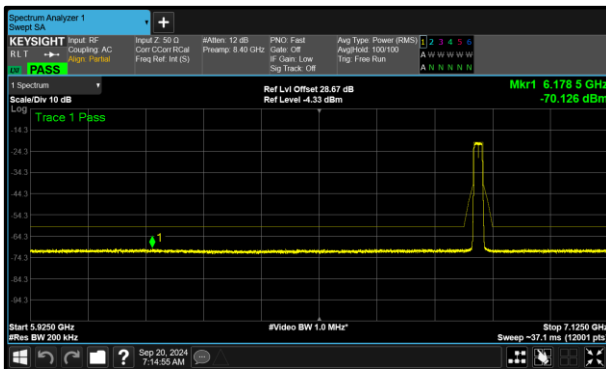 Spectrum Analyzer 1
Swept SA
+
KEYSIGHT Input: RF Input Z: 50 Ω #Atten: 12 dB PNO: Fast Avg Type: Power (RMS) 1 2 3 4 5 6
RLT Coupling: AC Corr CCorr RCal Preamp: 8.40 GHz Gate: Off Avg|Hold: 100/100 A W W W W W
Align: Partial Freq Ref: Int (S) IF Gain: Low Trig: Free Run
PASS Sig Track: Off A N N N N N
1 Spectrum Ref Lvl Offset 28.67 dB Mkr1 6.178 5 GHz
Scale/Div 10 dB Ref Level -4.33 dBm -70.126 dBm
Log
Trace 1 Pass
-14.3
-24.3
-34.3
-44.3
-54.3
-64.3
1
-74.3
-84.3
-94.3
Start 5.9250 GHz #Video BW 1.0 MHz* Stop 7.1250 GHz
#Res BW 200 kHz Sweep ~37.1 ms (12001 pts)
? Sep 20, 2024
7:14:55 AM